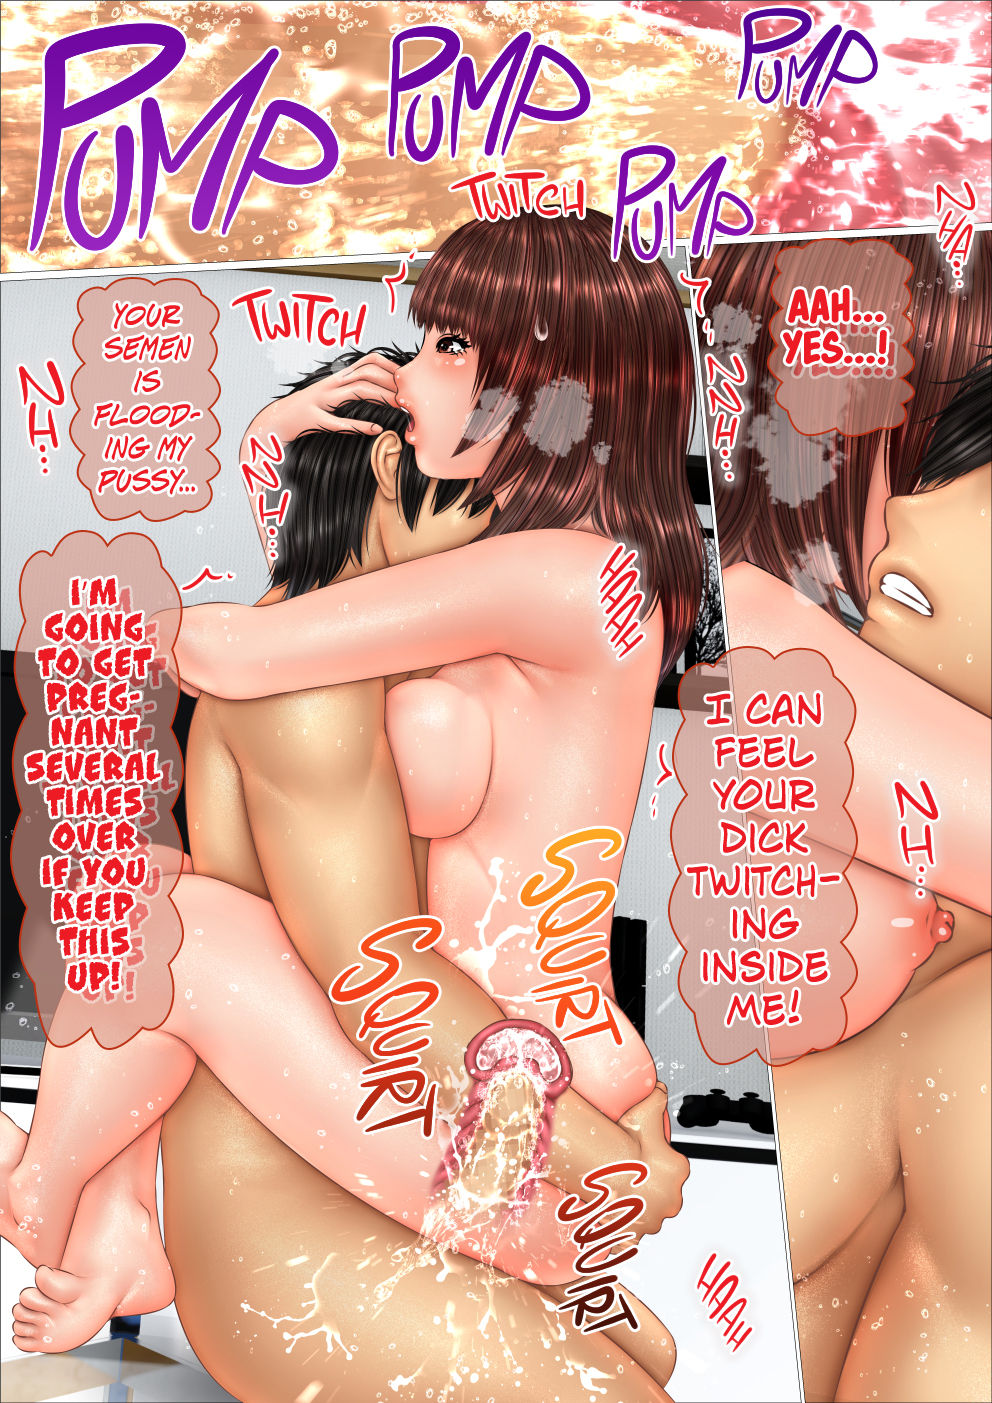 PUMP
PUMP
PUMP
PUMP
TWITCH
TWITCH
YOUR
SEMEN
IS
FLOOD-
ING MY
PUSSY...
NH...
NNH...
I'M
GOING
TO GET
PREG-
NANT
SEVERAL
TIMES
OVER
IF YOU
KEEP
THIS
UP!
HAAH
SQUIRT
SQUIRT
SQUIRT
HAAH
NHA...
AAH...
YES....!
NNH...
I CAN
FEEL
YOUR
DICK
TWITCH-
ING
INSIDE
ME!
NH...